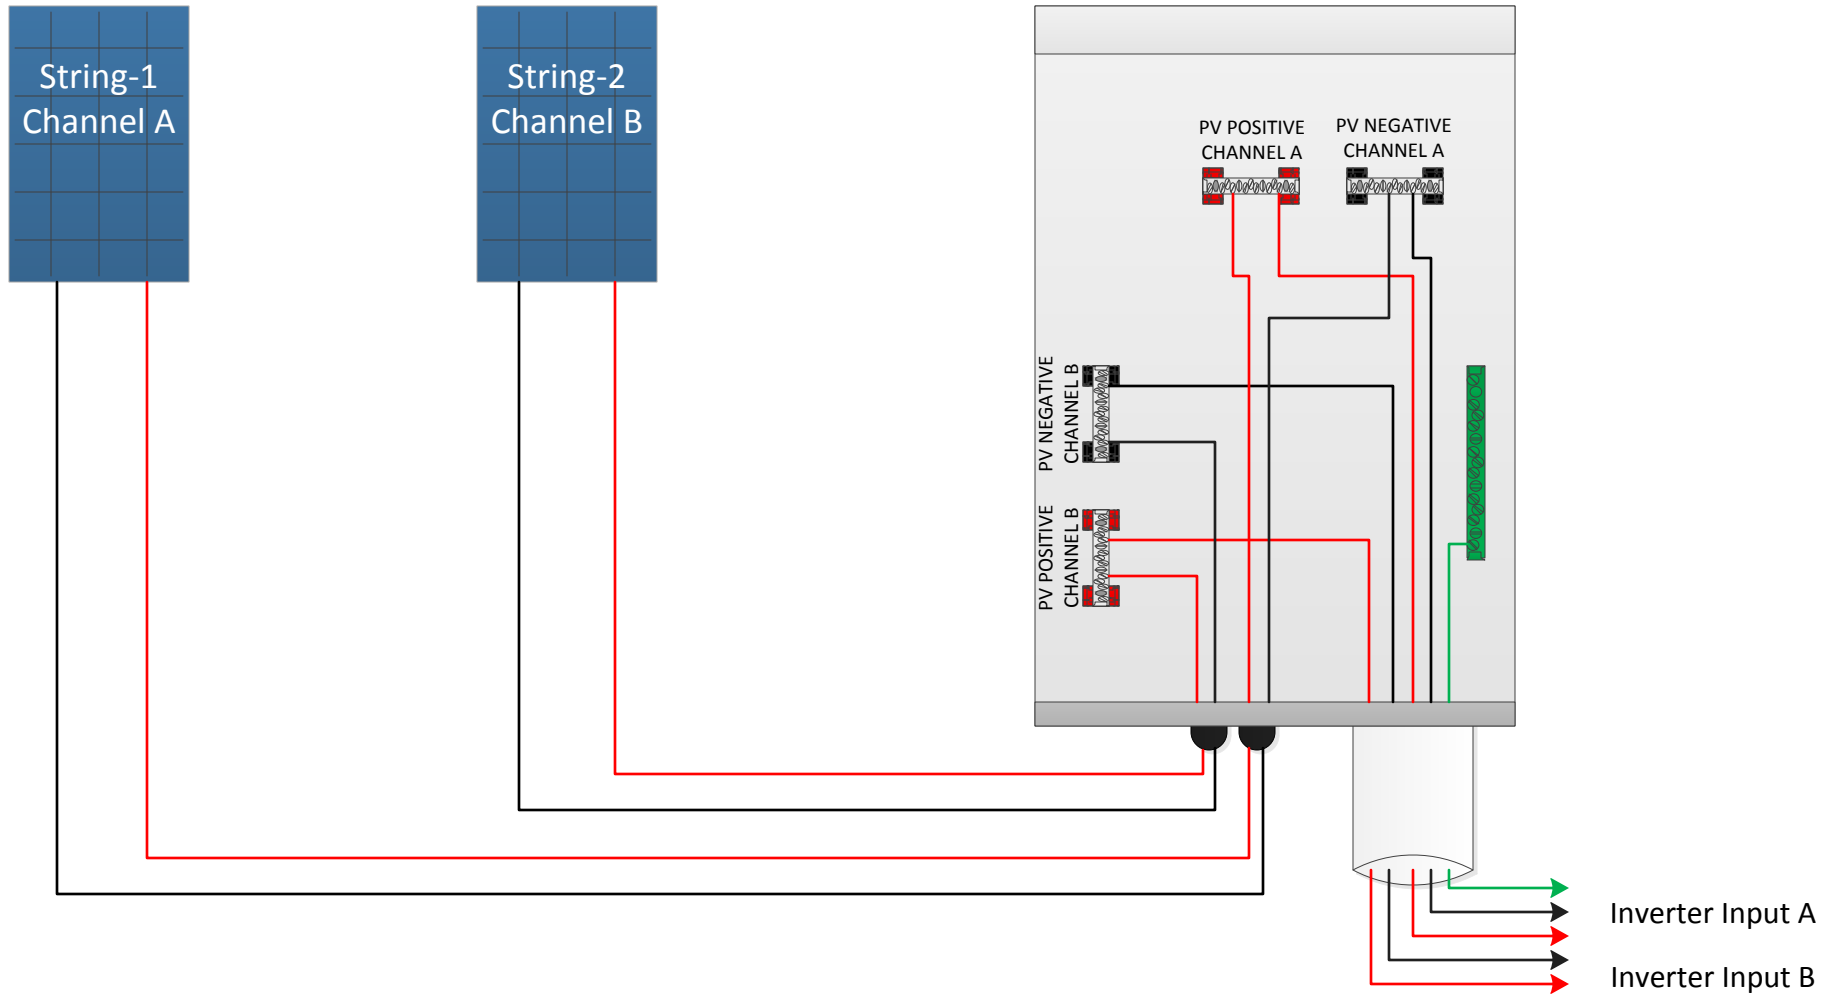 String-1
Channel A
String-2
Channel B
PV POSITIVE
CHANNEL A
PV NEGATIVE
CHANNEL A
PV NEGATIVE
CHANNEL B
PV POSITIVE
CHANNEL B
Inverter Input A
Inverter Input B